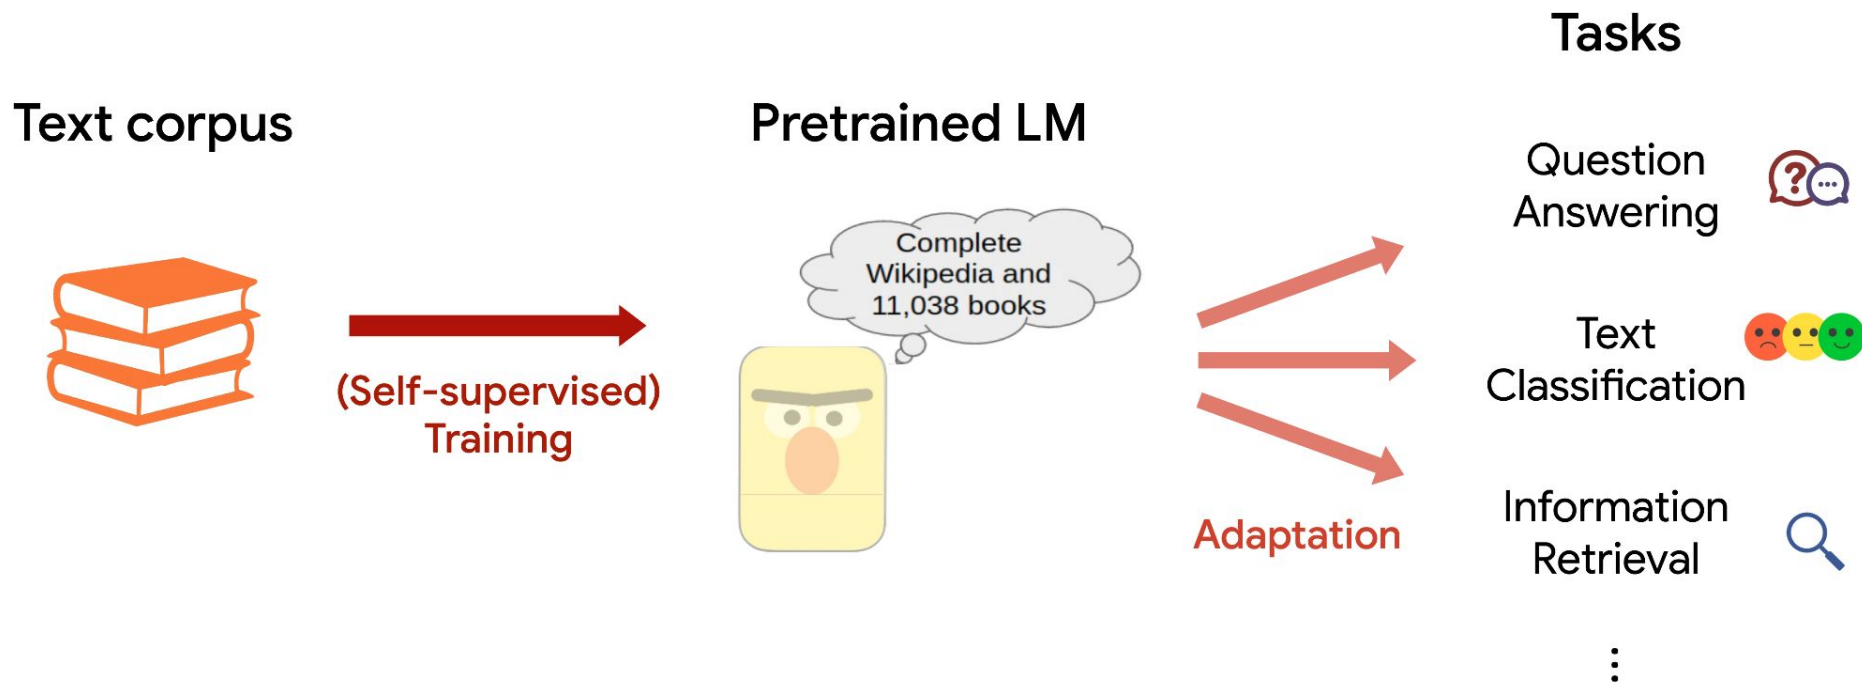 Text corpus
(Self-supervised)
Training
Pretrained LM
Complete
Wikipedia and
11,038 books
Adaptation
Tasks
Question
Answering
Text
Classification
Information
Retrieval